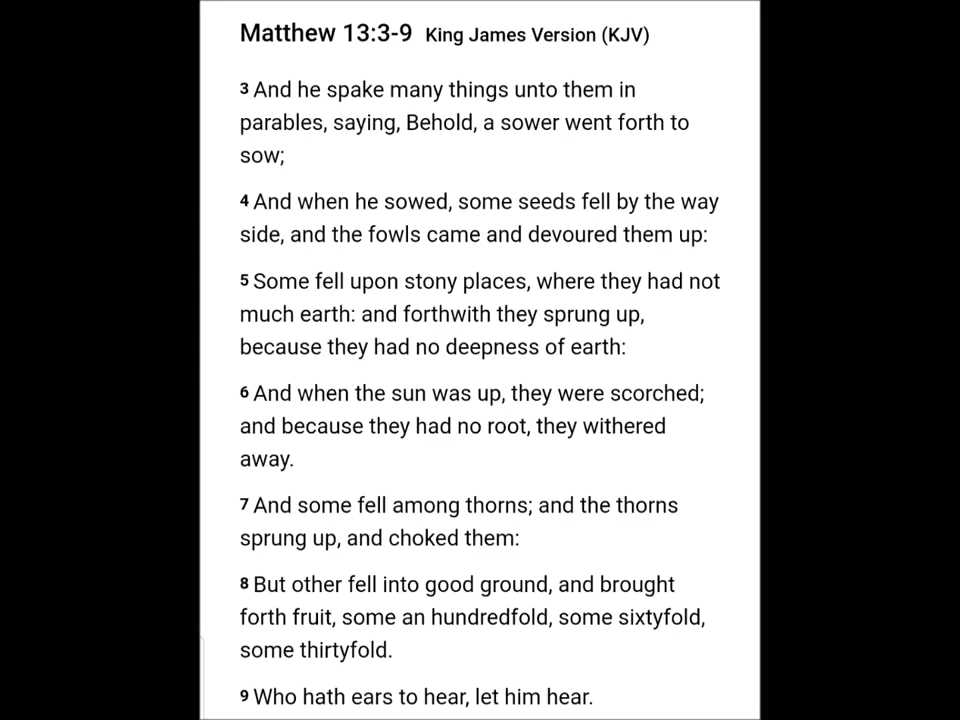 Matthew 13:3-9 King James Version (KJV)
3 And he spake many things unto them in
parables, saying, Behold, a sower went forth to
sow;
4 And when he sowed, some seeds fell by the way
side, and the fowls came and devoured them up:
5 Some fell upon stony places, where they had not
much earth: and forthwith they sprung up,
because they had no deepness of earth:
6 And when the sun was up, they were scorched;
and because they had no root, they withered
away.
7 And some fell among thorns; and the thorns
sprung up, and choked them:
8 But other fell into good ground, and brought
forth fruit, some an hundredfold, some sixtyfold,
some thirtyfold.
9 Who hath ears to hear, let him hear.